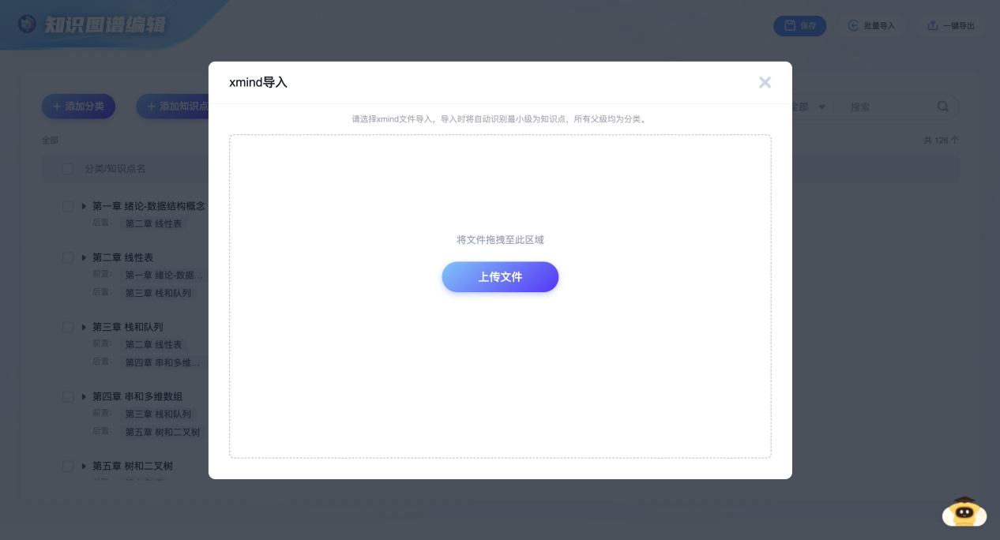 知识图谱编辑
保存
批量导入
一键导出
xmind导入
请选择xmind文件导入，导入时将自动识别最小级为知识点，所有父级均为分类。
+ 添加分类
+ 添加知识点
全部
搜索
全部
共 126 个
分类/知识点名
将文件拖拽至此区域
上传文件
第一章 绪论-数据结构概念
后置: 第二章 线性表
第二章 线性表
前置: 第一章 绪论-数据...
后置: 第三章 栈和队列
第三章 栈和队列
前置: 第二章 线性表
后置: 第四章 串和多维...
第四章 串和多维数组
前置: 第三章 栈和队列
后置: 第五章 树和二叉树
第五章 树和二叉树